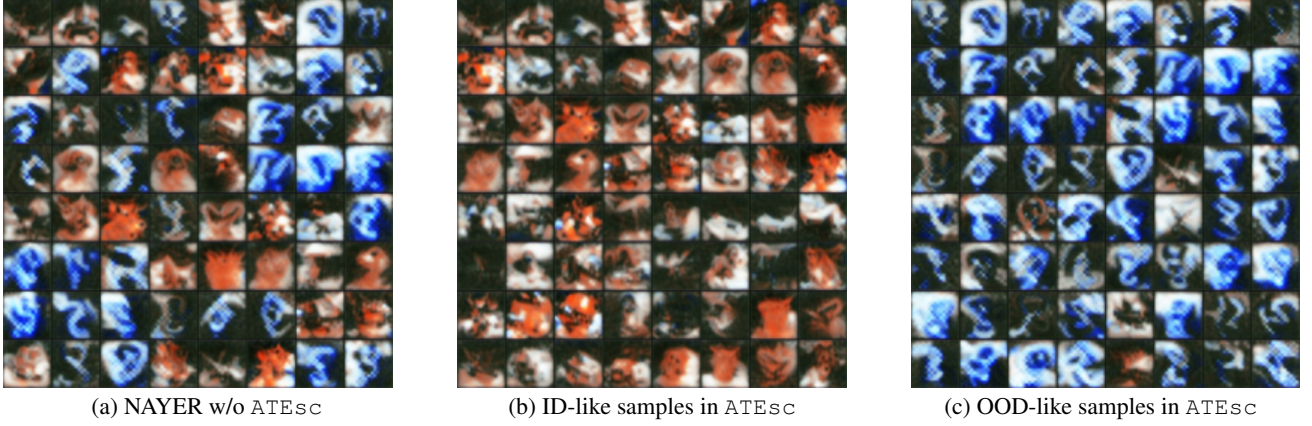 (a) NAYER w/o ATEsc
(b) ID-like samples in ATEsc
(c) OOD-like samples in ATEsc